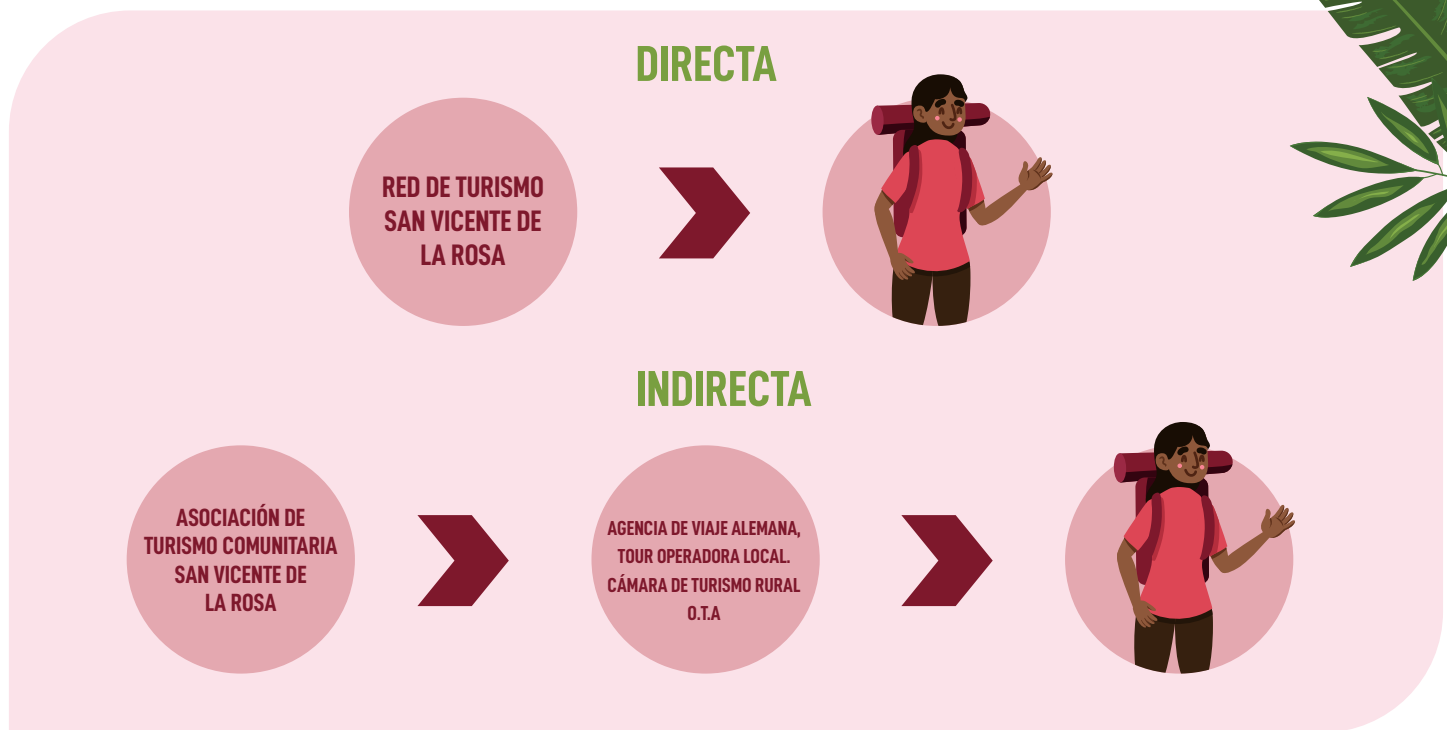 DIRECTA
RED DE TURISMO
SAN VICENTE DE
LA ROSA
INDIRECTA
ASOCIACIÓN DE
TURISMO COMUNITARIA
SAN VICENTE DE
LA ROSA
AGENCIA DE VIAJE ALEMANA,
TOUR OPERADORA LOCAL.
CÁMARA DE TURISMO RURAL
O.T.A